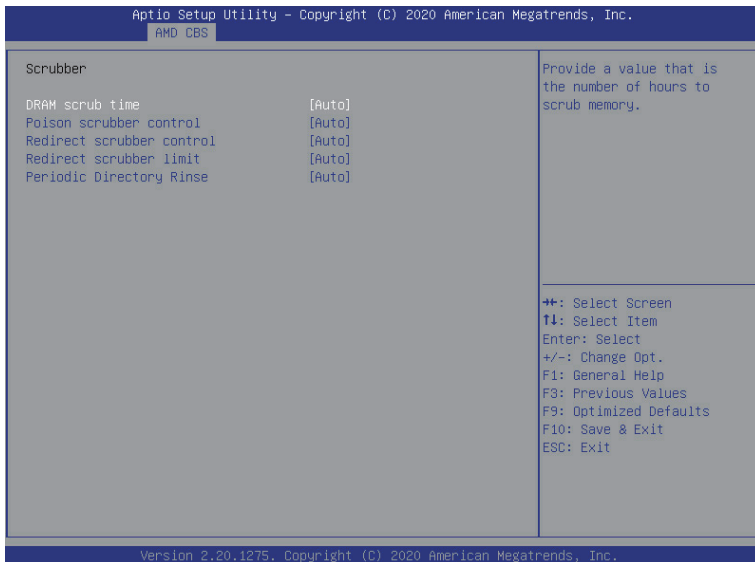 Aptio Setup Utility – Copyright (C) 2020 American Megatrends, Inc.
AMD CBS
Scrubber
DRAM scrub time [Auto]
Poison scrubber control [Auto]
Redirect scrubber control [Auto]
Redirect scrubber limit [Auto]
Periodic Directory Rinse [Auto]
Provide a value that is
the number of hours to
scrub memory.
→←: Select Screen
↑↓: Select Item
Enter: Select
+/-: Change Opt.
F1: General Help
F3: Previous Values
F9: Optimized Defaults
F10: Save & Exit
ESC: Exit
Version 2.20.1275. Copyright (C) 2020 American Megatrends, Inc.